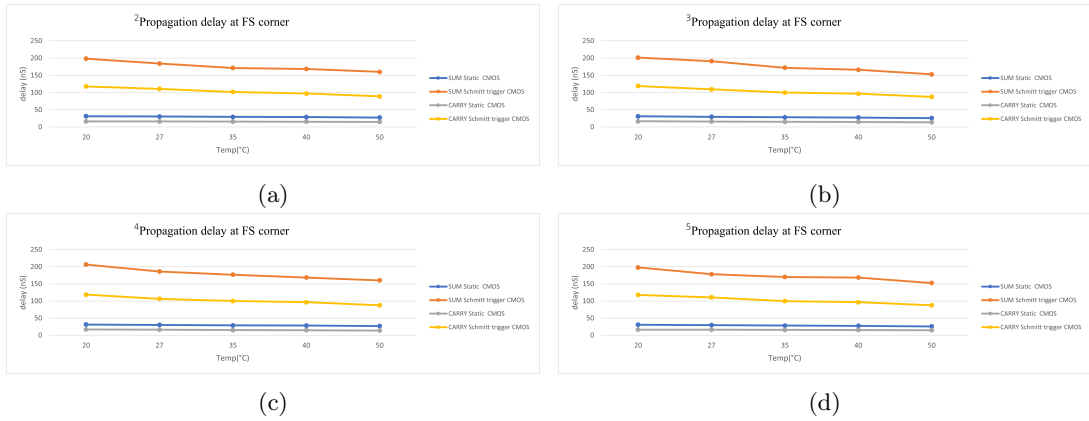 ²Propagation delay at FS corner
250
200
150
100
50
0
delay (nS)
20 27 35 40 50
Temp(°C)
SUM Static CMOS
SUM Schmitt trigger CMOS
CARRY Static CMOS
CARRY Schmitt trigger CMOS
(a)
³Propagation delay at FS corner
250
200
150
100
50
0
delay (nS)
20 27 35 40 50
Temp(°C)
SUM Static CMOS
SUM Schmitt trigger CMOS
CARRY Static CMOS
CARRY Schmitt trigger CMOS
(b)
⁴Propagation delay at FS corner
250
200
150
100
50
0
delay (nS)
20 27 35 40 50
Temp(°C)
SUM Static CMOS
SUM Schmitt trigger CMOS
CARRY Static CMOS
CARRY Schmitt trigger CMOS
(c)
⁵Propagation delay at FS corner
250
200
150
100
50
0
delay (nS)
20 27 35 40 50
Temp(°C)
SUM Static CMOS
SUM Schmitt trigger CMOS
CARRY Static CMOS
CARRY Schmitt trigger CMOS
(d)